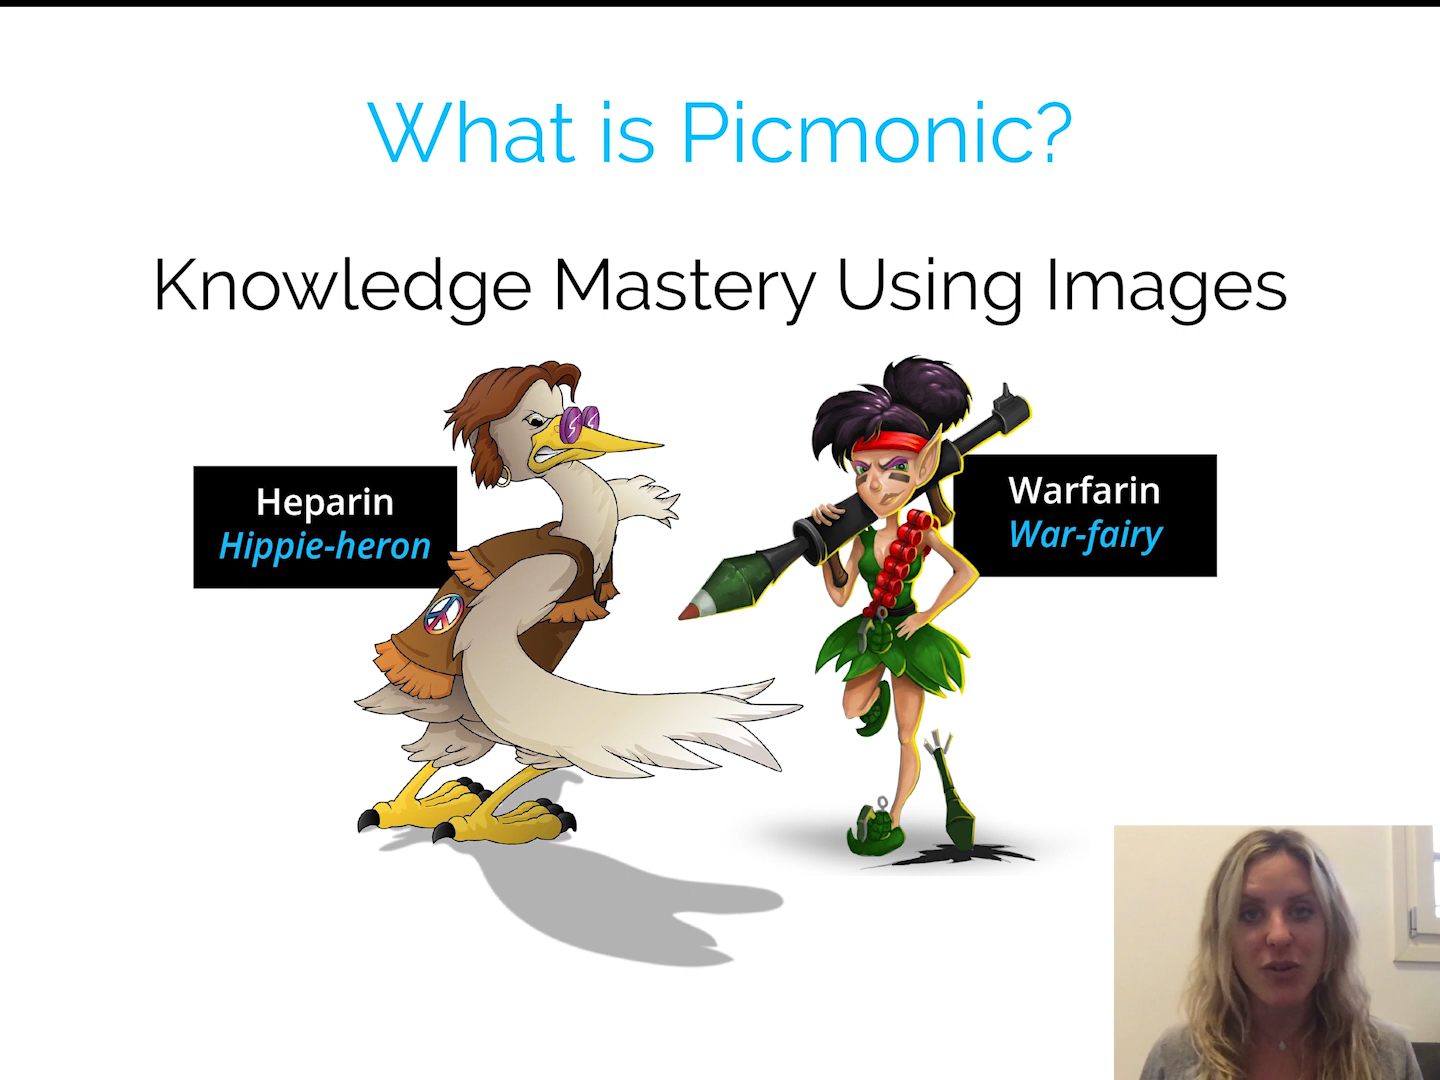 What is Picmonic?
Knowledge Mastery Using Images
Heparin
Hippie-heron
Warfarin
War-fairy